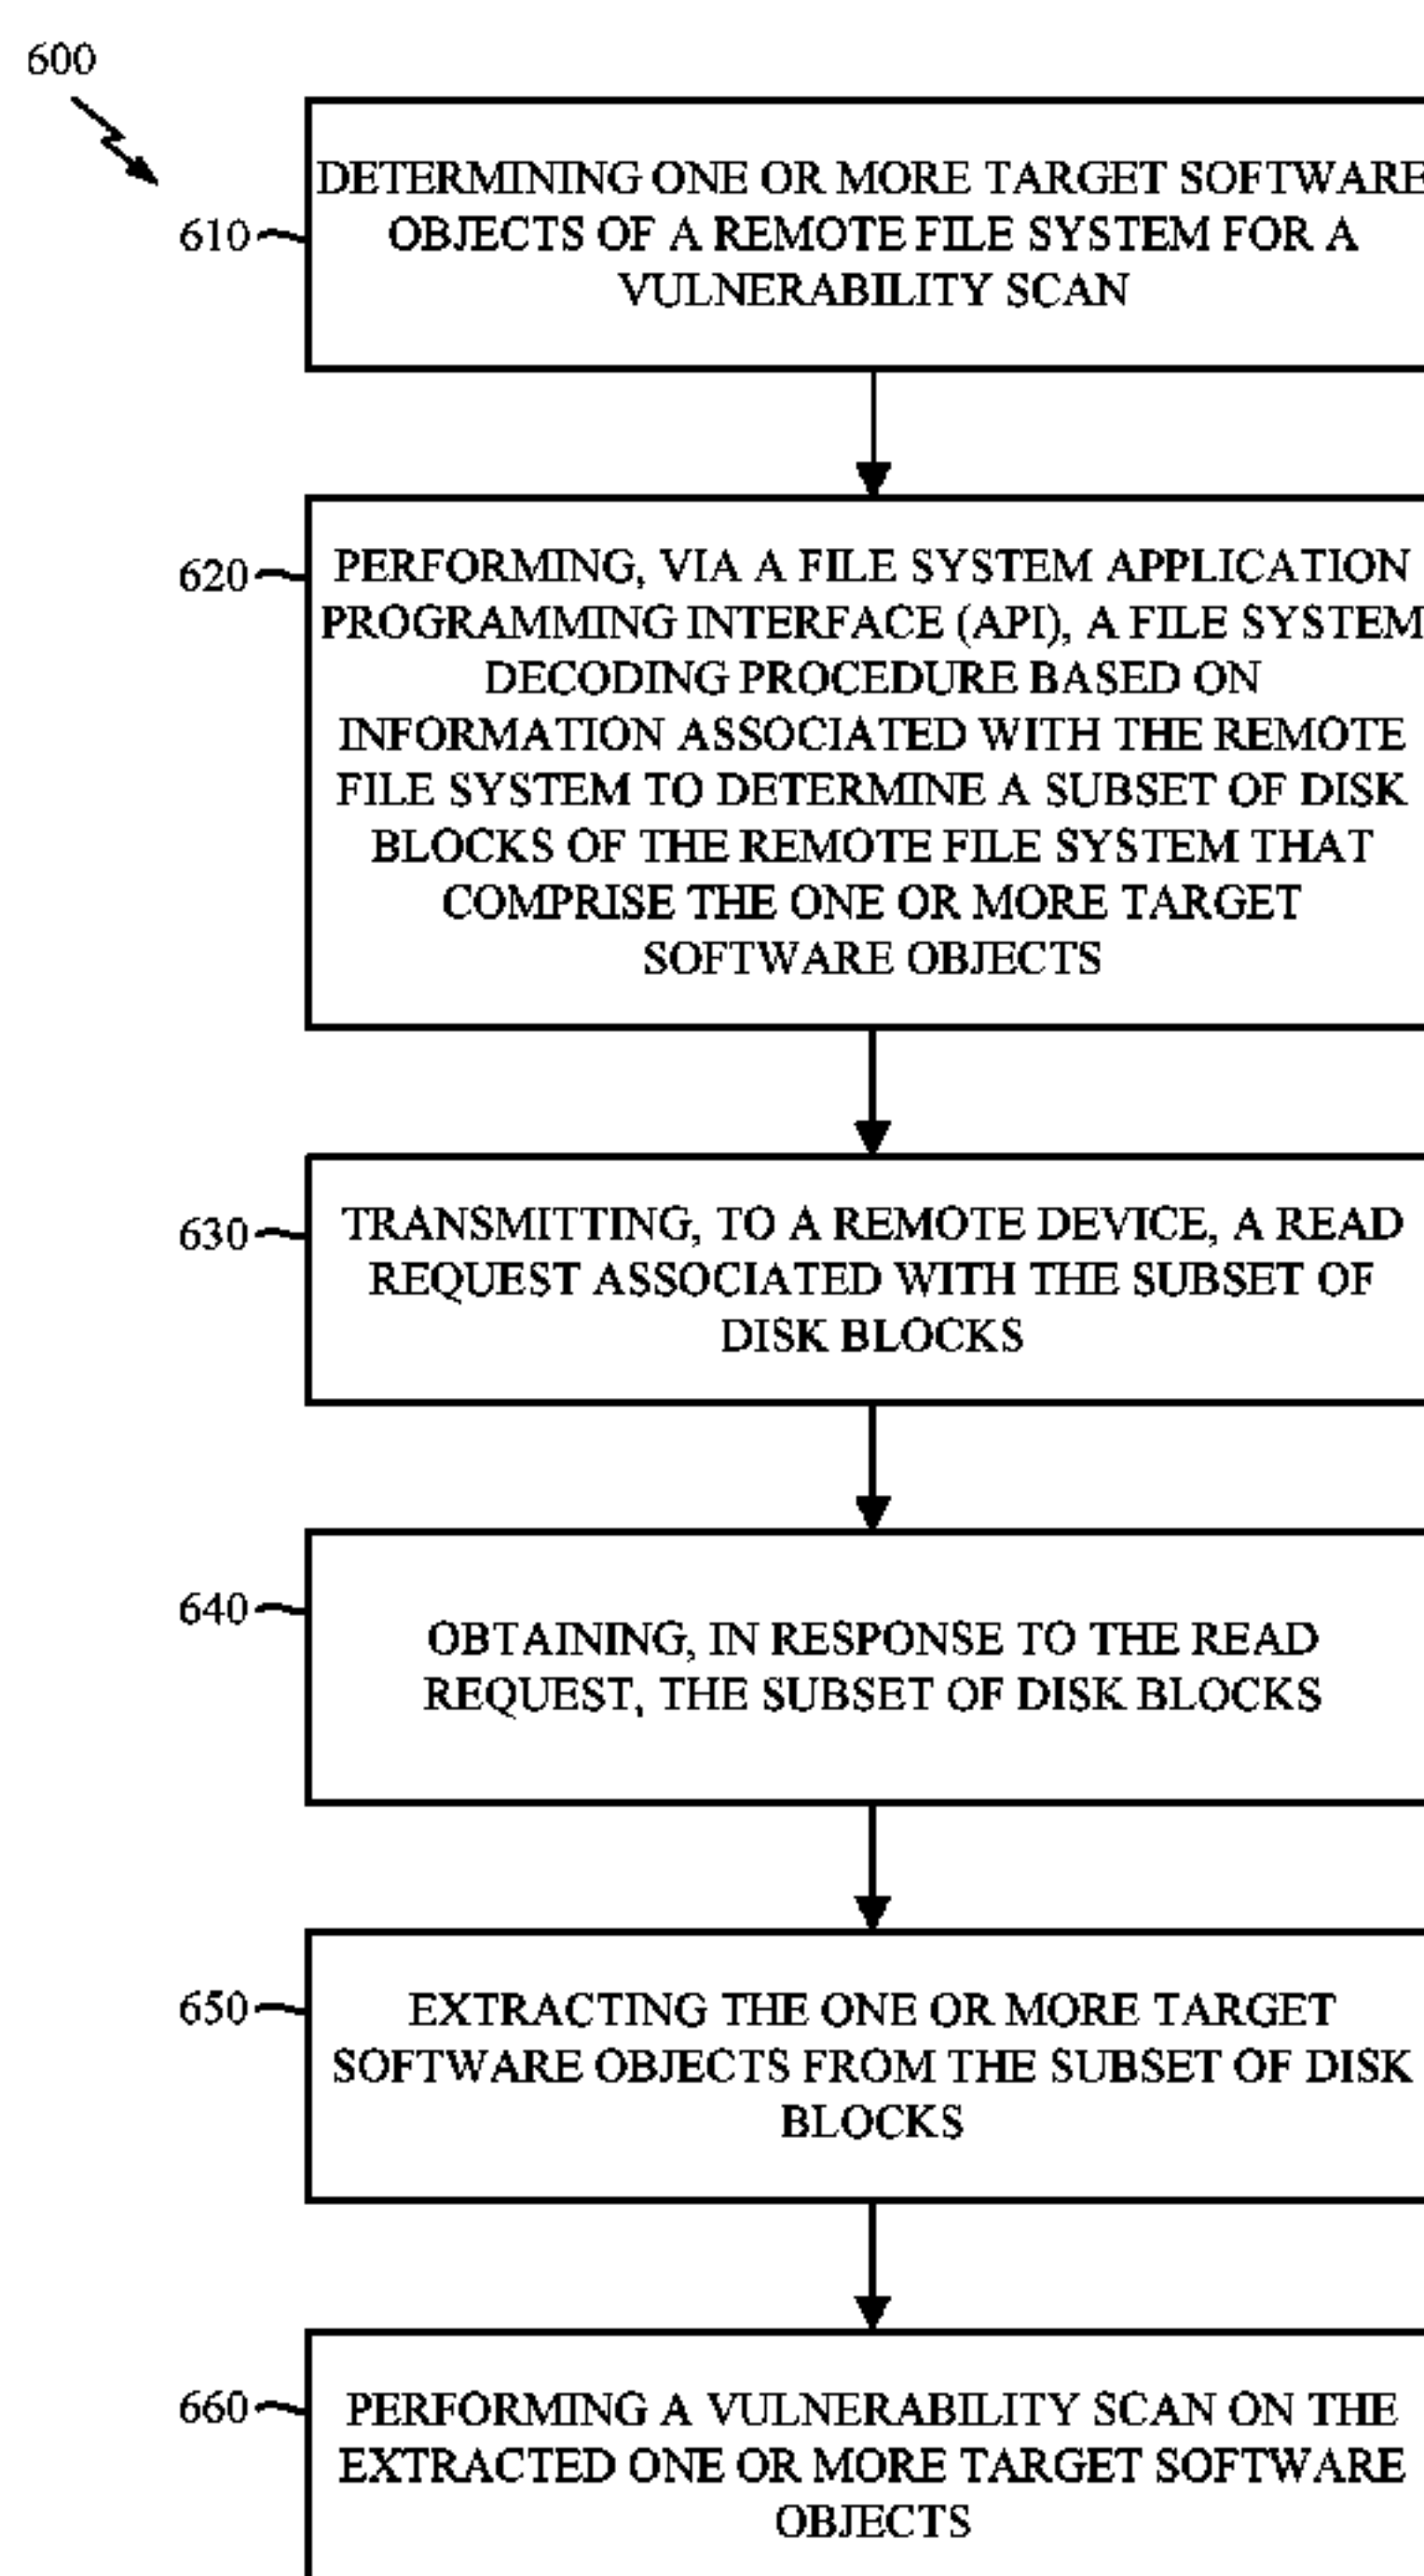 600
610
DETERMINING ONE OR MORE TARGET SOFTWARE
OBJECTS OF A REMOTE FILE SYSTEM FOR A
VULNERABILITY SCAN
620
PERFORMING, VIA A FILE SYSTEM APPLICATION
PROGRAMMING INTERFACE (API), A FILE SYSTEM
DECODING PROCEDURE BASED ON
INFORMATION ASSOCIATED WITH THE REMOTE
FILE SYSTEM TO DETERMINE A SUBSET OF DISK
BLOCKS OF THE REMOTE FILE SYSTEM THAT
COMPRISE THE ONE OR MORE TARGET
SOFTWARE OBJECTS
630
TRANSMITTING, TO A REMOTE DEVICE, A READ
REQUEST ASSOCIATED WITH THE SUBSET OF
DISK BLOCKS
640
OBTAINING, IN RESPONSE TO THE READ
REQUEST, THE SUBSET OF DISK BLOCKS
650
EXTRACTING THE ONE OR MORE TARGET
SOFTWARE OBJECTS FROM THE SUBSET OF DISK
BLOCKS
660
PERFORMING A VULNERABILITY SCAN ON THE
EXTRACTED ONE OR MORE TARGET SOFTWARE
OBJECTS